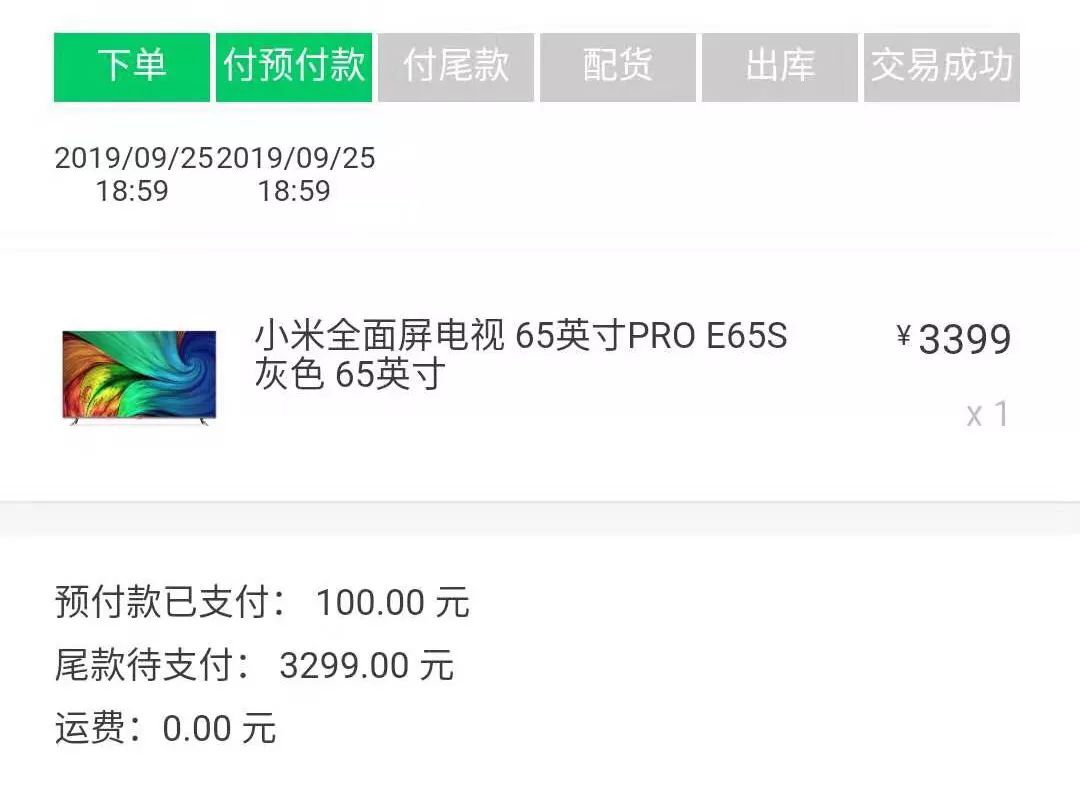 下单 付预付款 付尾款 配货 出库 交易成功
2019/09/25 2019/09/25
18:59 18:59
小米全面屏电视 65英寸PRO E65S ¥3399
灰色 65英寸
x 1
预付款已支付： 100.00 元
尾款待支付： 3299.00 元
运费：0.00 元